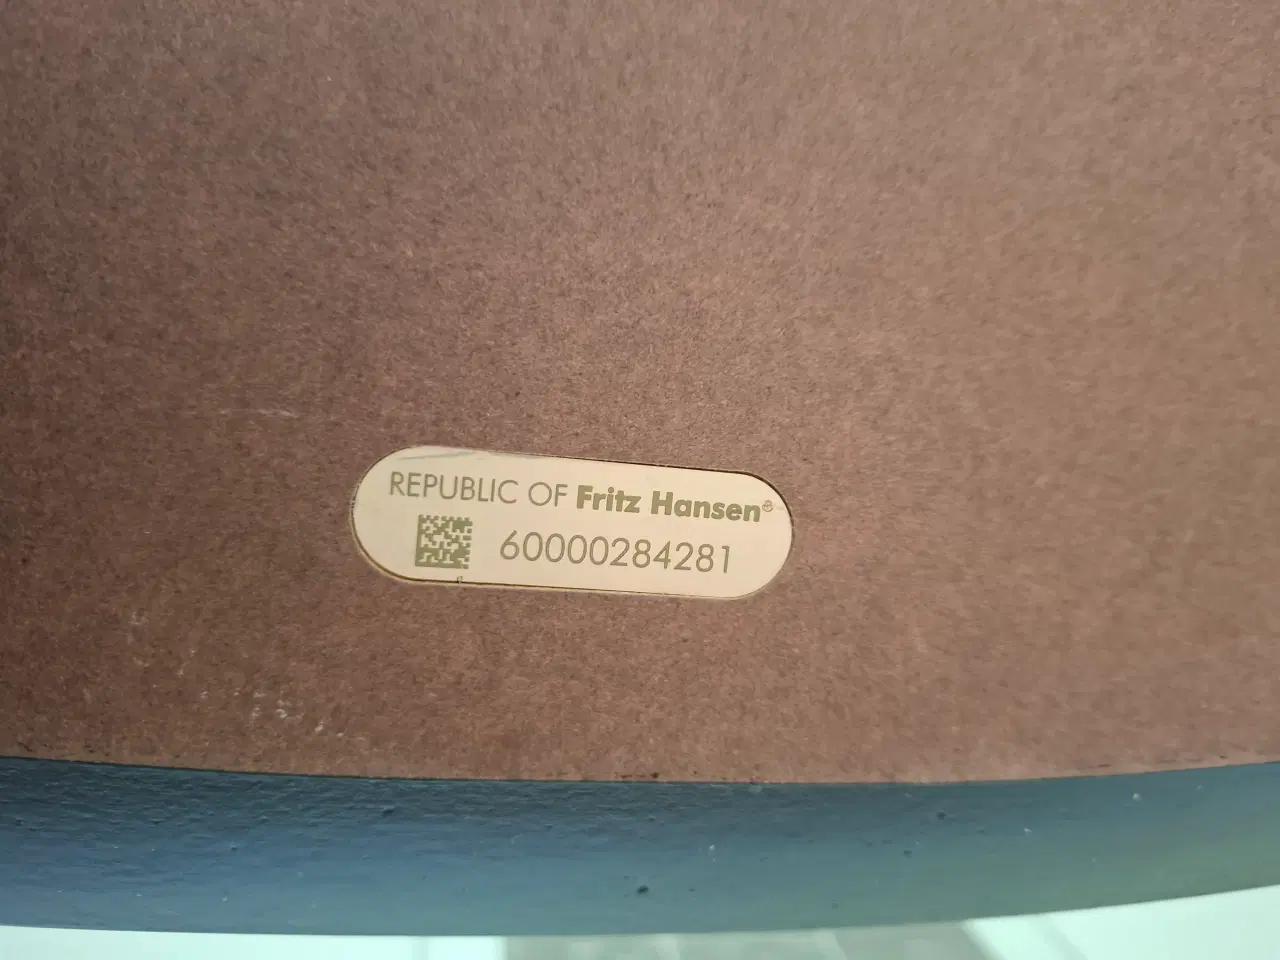 REPUBLIC OF Fritz Hansen®
60000284281